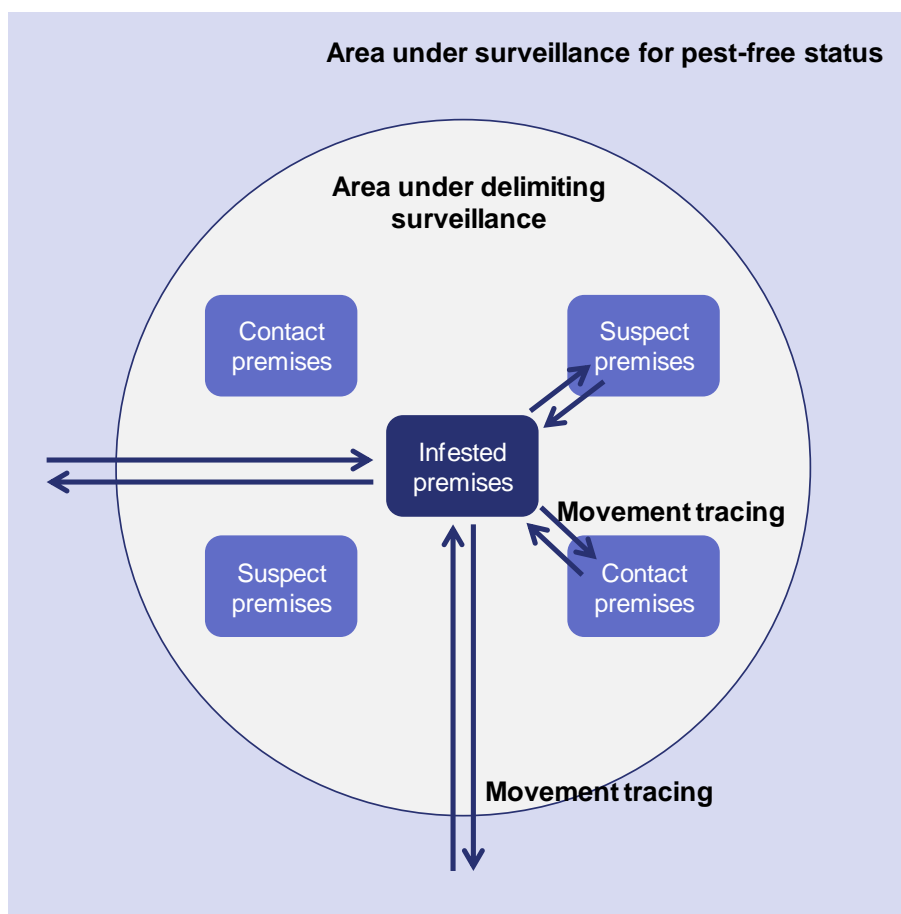 Area under surveillance for pest-free status
Area under delimiting
surveillance
Contact
premises
Suspect
premises
Infested
premises
Movement tracing
Suspect
premises
Contact
premises
Movement tracing